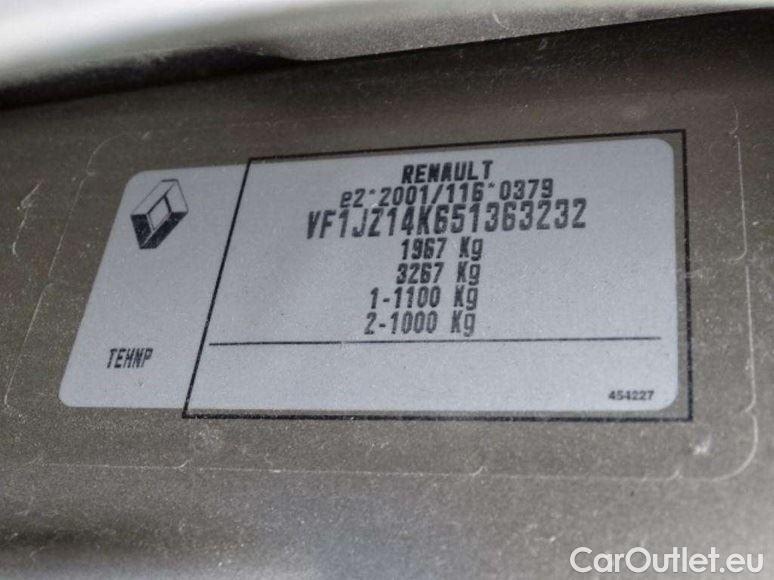 RENAULT
e2*2001/116*0379
VF1JZ14K651363232
1967 Kg
3267 Kg
1-1100 Kg
2-1000 Kg
TEHNP
454227
CarOutlet.eu